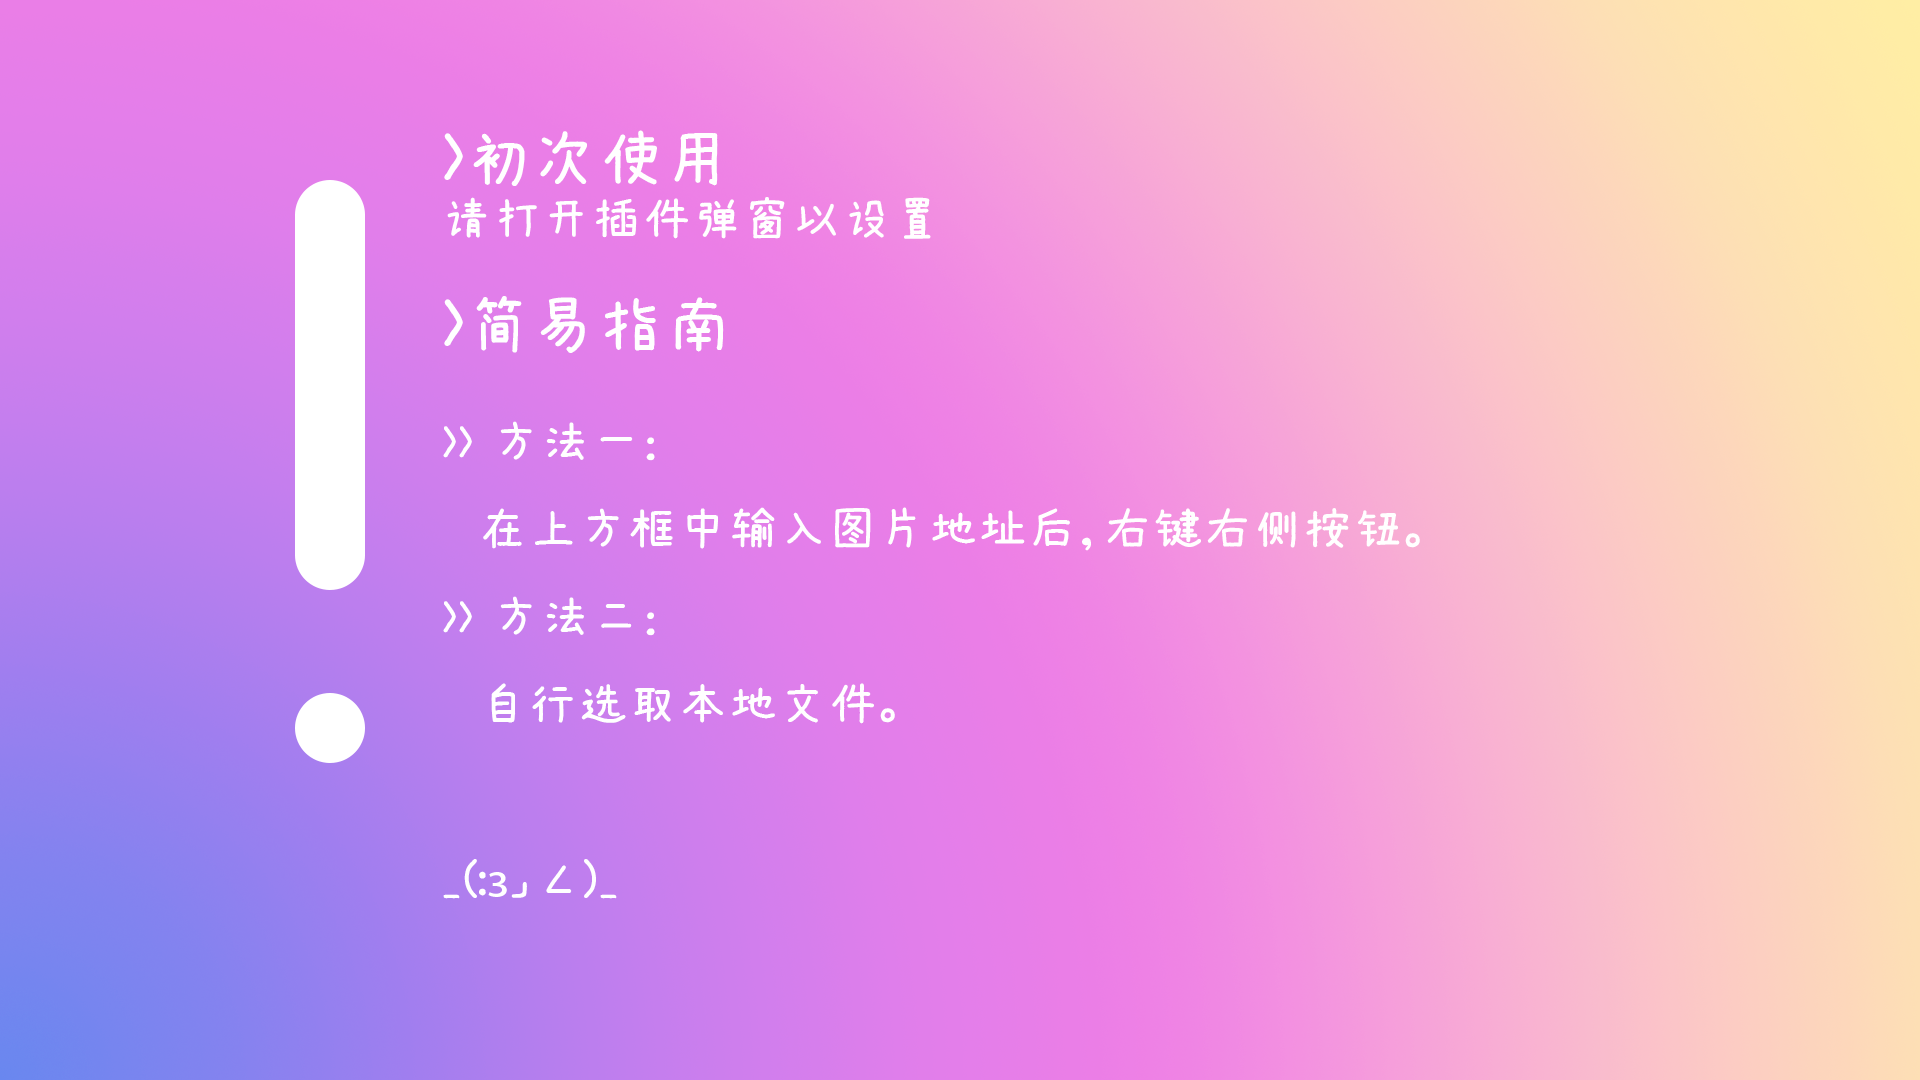 >初次使用
请打开插件弹窗以设置
>简易指南
>> 方法一:
在上方框中输入图片地址后,右键右侧按钮。
>> 方法二:
自行选取本地文件。
_(:з」∠)_